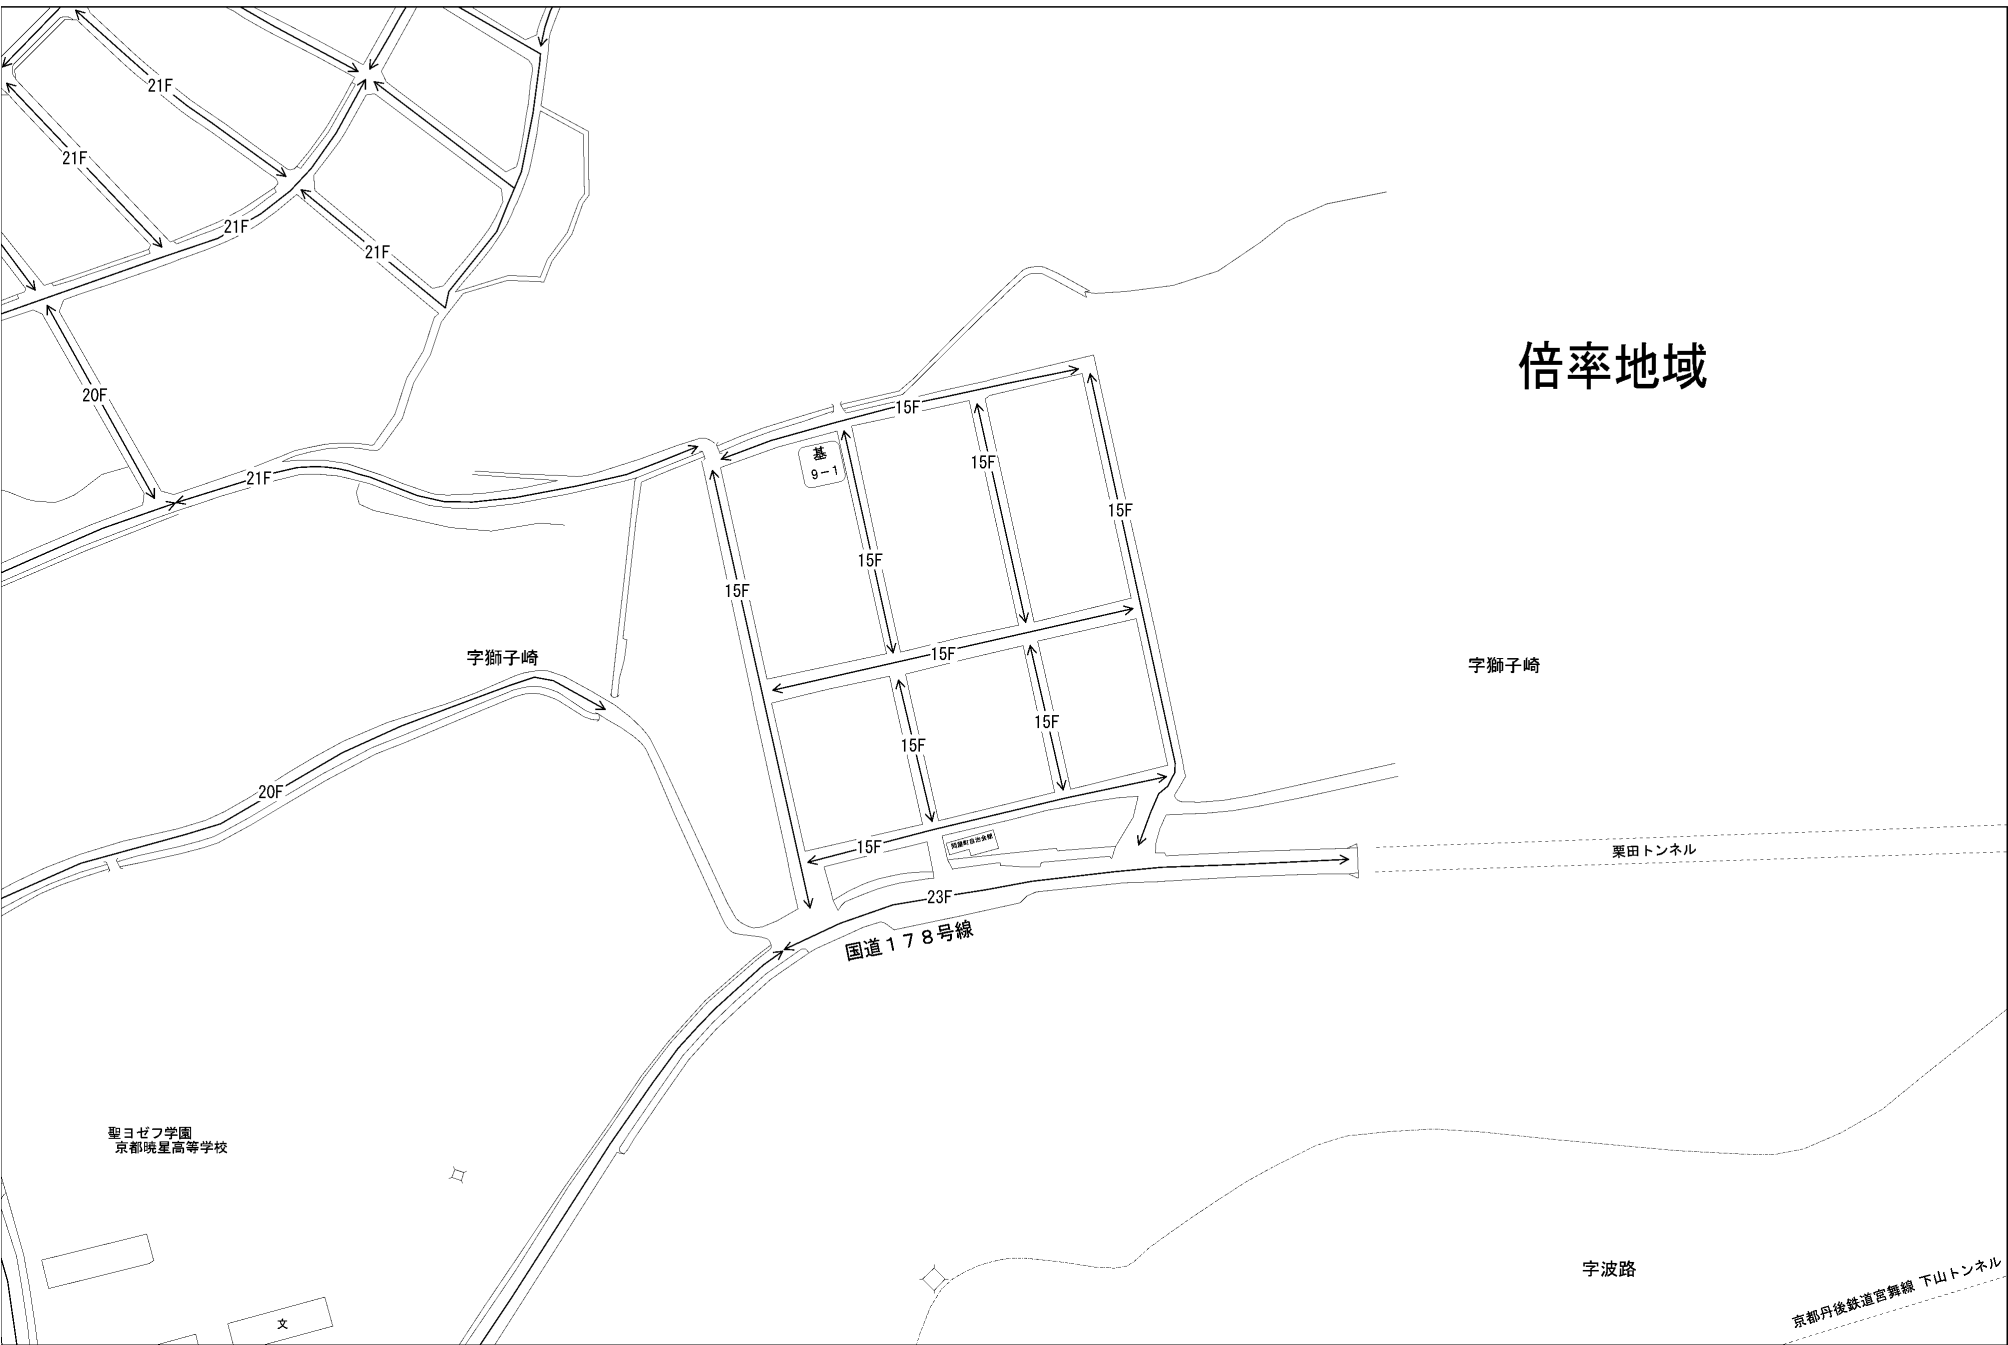 21F
21F
21F
21F
倍率地域
20F
15F
基
9-1
15F
21F
15F
15F
15F
15F
字獅子崎
字獅子崎
15F
15F
15F
20F
15F
栗田トンネル
23F
国道178号線
聖ヨゼフ学園
京都暁星高等学校
字波路
京都丹後鉄道宮舞線 下山トンネル
文